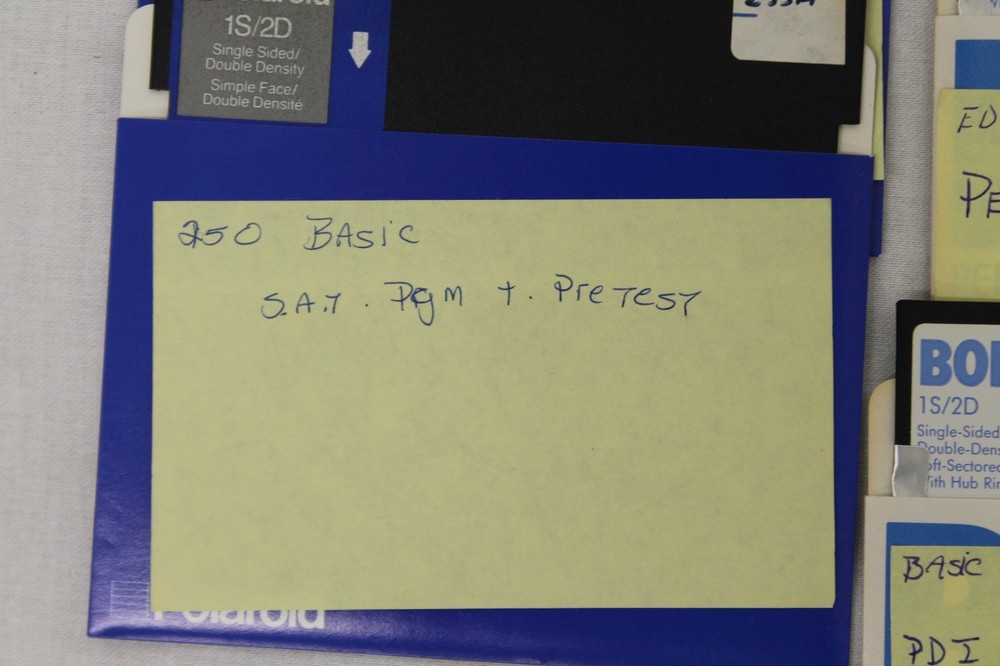 1S/2D
Single Sided/
Double Density
Simple Face/
Double Densité
250 BASIC
S.A.T. Pgm +. PreTEST
Polaroid
ED
PE
BO
1S/2D
Single-Sided
Double-Dens
oft-Sectored
With Hub Rin
BASIC
PDI